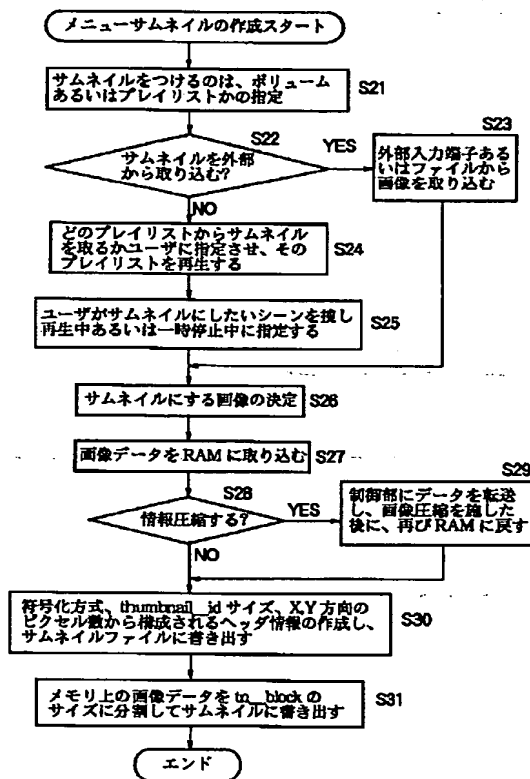 メニューサムネイルの作成スタート
サムネイルをつけるのは、ボリューム
あるいはプレイリストかの指定
S21
S22
サムネイルを外部
から取り込む?
YES
S23
外部入力端子ある
いはファイルから
画像を取り込む
NO
どのプレイリストからサムネイル
を取るかユーザに指定させ、その
プレイリストを再生する
S24
ユーザがサムネイルにしたいシーンを捜し
再生中あるいは一時停止中に指定する
S25
サムネイルにする画像の決定
S26
画像データをRAMに取り込む
S27
S28
情報圧縮する?
YES
S29
制御部にデータを転送
し、画像圧縮を施した
後に、再びRAMに戻す
NO
符号化方式、thumbnail_idサイズ、X,Y方向の
ピクセル数から構成されるヘッダ情報の作成し、
サムネイルファイルに書き出す
S30
メモリ上の画像データをtn_blockの
サイズに分割してサムネイルに書き出す
S31
エンド